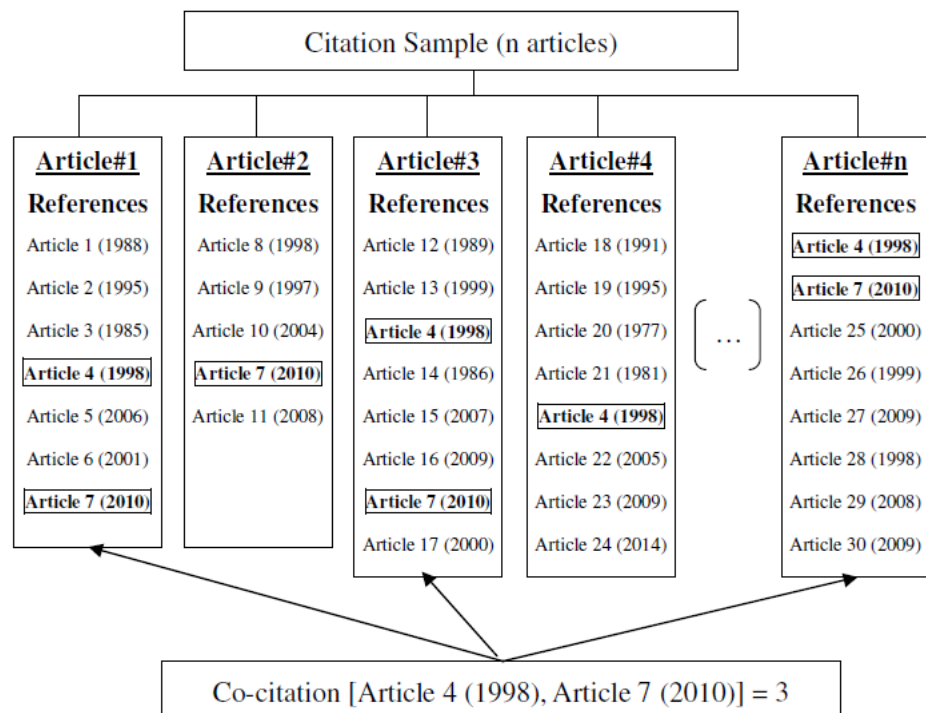 Citation Sample (n articles)
Article#1
References
Article 1 (1988)
Article 2 (1995)
Article 3 (1985)
Article 4 (1998)
Article 5 (2006)
Article 6 (2001)
Article 7 (2010)
Article#2
References
Article 8 (1998)
Article 9 (1997)
Article 10 (2004)
Article 7 (2010)
Article 11 (2008)
Article#3
References
Article 12 (1989)
Article 13 (1999)
Article 4 (1998)
Article 14 (1986)
Article 15 (2007)
Article 16 (2009)
Article 7 (2010)
Article 17 (2000)
Article#4
References
Article 18 (1991)
Article 19 (1995)
Article 20 (1977)
Article 21 (1981)
Article 4 (1998)
Article 22 (2005)
Article 23 (2009)
Article 24 (2014)
...
Article#n
References
Article 4 (1998)
Article 7 (2010)
Article 25 (2000)
Article 26 (1999)
Article 27 (2009)
Article 28 (1998)
Article 29 (2008)
Article 30 (2009)
Co-citation [Article 4 (1998), Article 7 (2010)] = 3